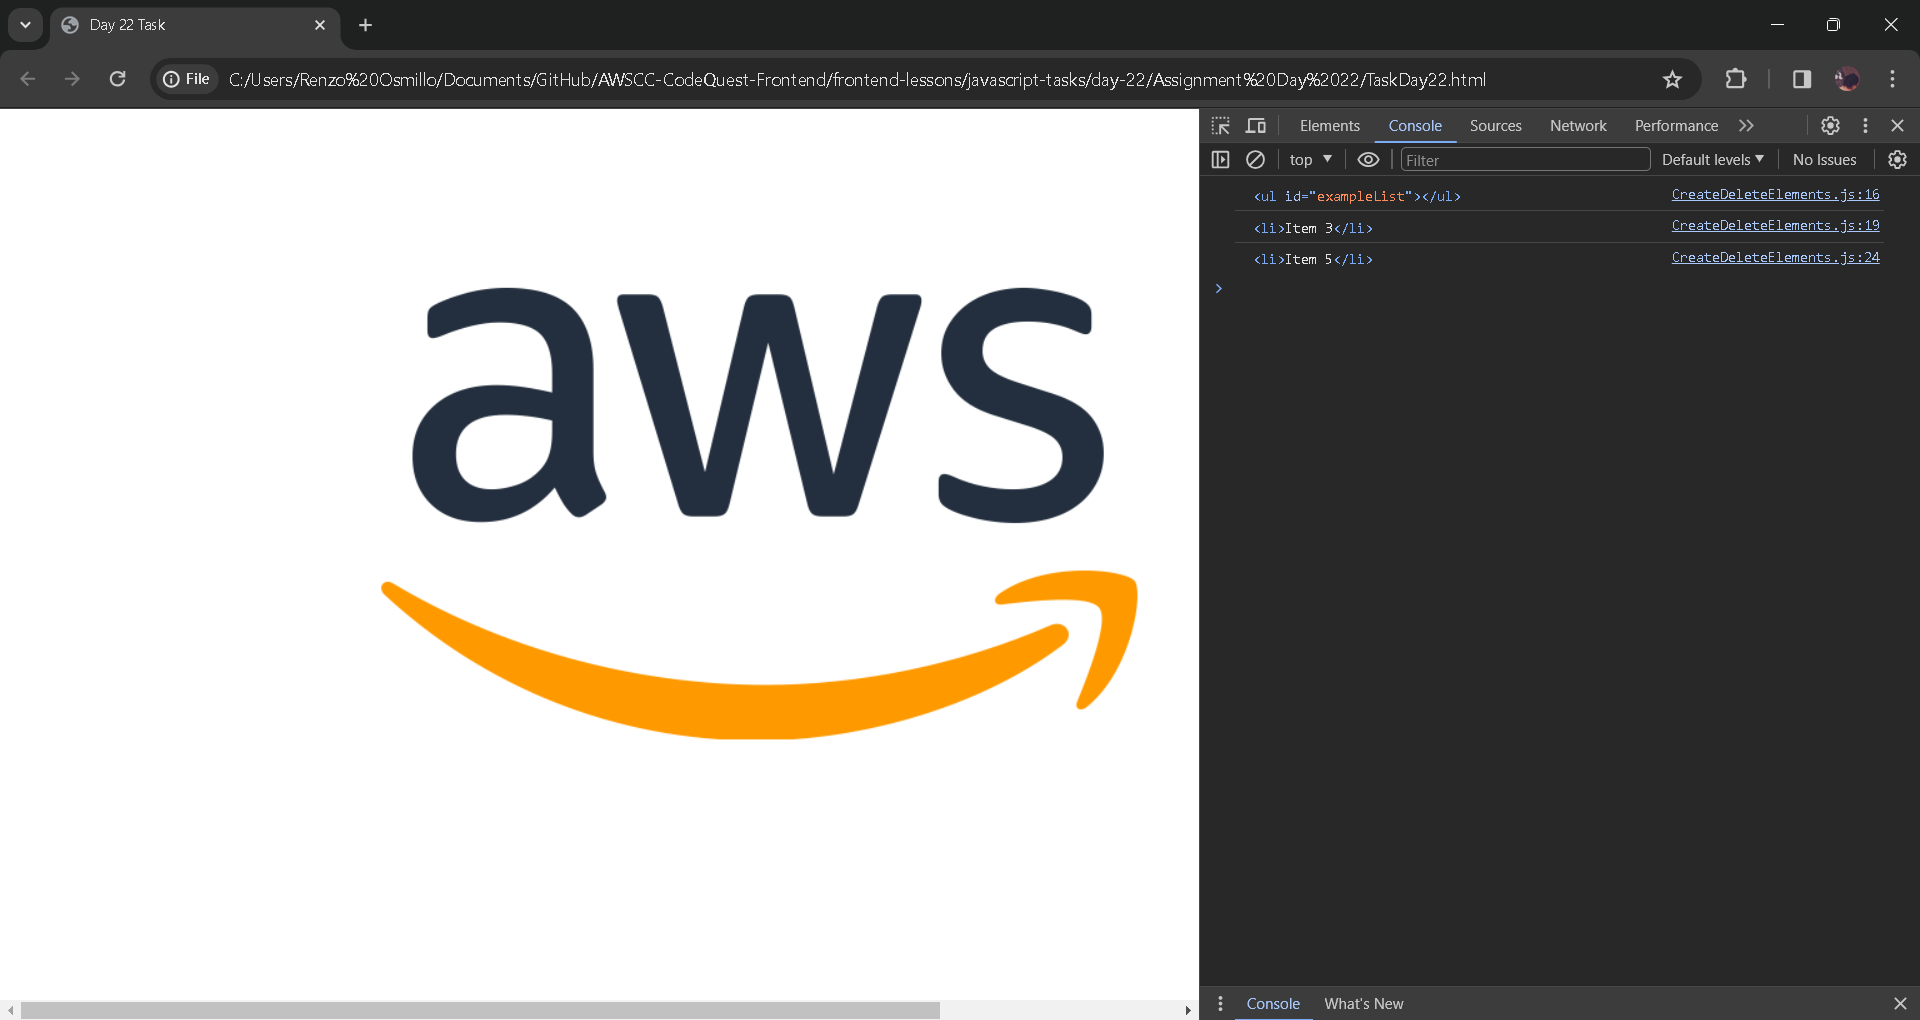 Day 22 Task
File C:/Users/Renzo%20Osmillo/Documents/GitHub/AWSCC-CodeQuest-Frontend/frontend-lessons/javascript-tasks/day-22/Assignment%20Day%2022/TaskDay22.html
aws
Elements Console Sources Network Performance
top Filter Default levels No Issues
<ul id="exampleList"></ul> CreateDeleteElements.js:16
<li>Item 3</li> CreateDeleteElements.js:19
<li>Item 5</li> CreateDeleteElements.js:24
Console What's New